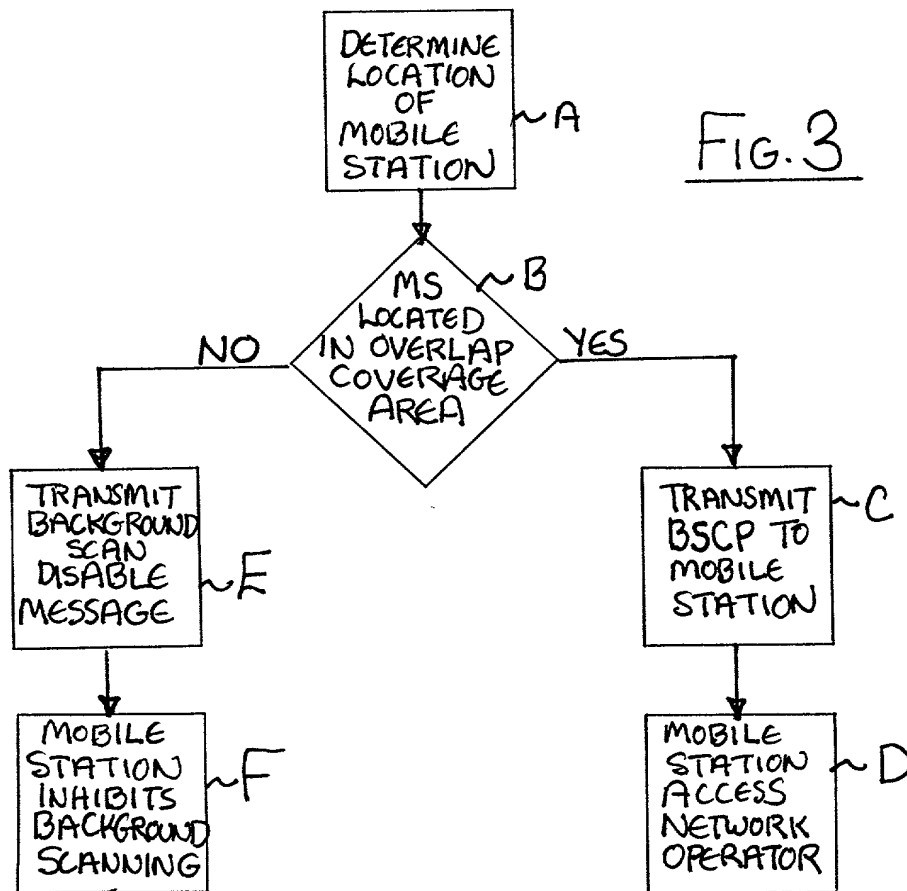 DETERMINE
LOCATION
OF
MOBILE
STATION
A
FIG. 3
MS
LOCATED
IN OVERLAP
COVERAGE
AREA
B
NO
YES
TRANSMIT
BACKGROUND
SCAN
DISABLE
MESSAGE
E
TRANSMIT
BSCP TO
MOBILE
STATION
C
MOBILE
STATION
INHIBITS
BACKGROUND
SCANNING
F
MOBILE
STATION
ACCESS
NETWORK
OPERATOR
D